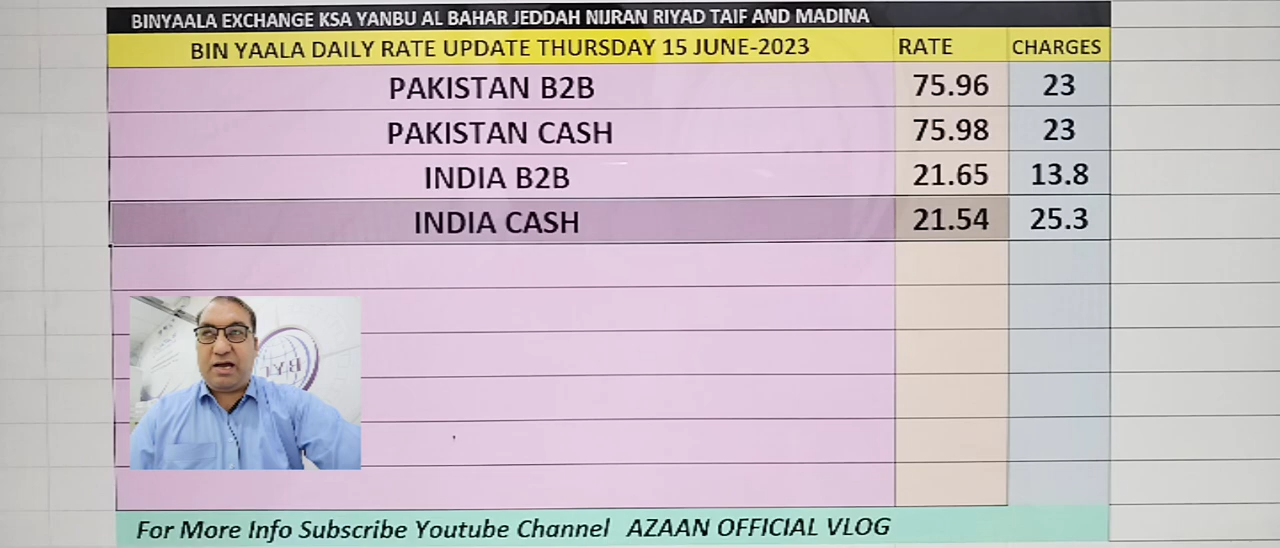 BINYAALA EXCHANGE KSA YANBU AL BAHAR JEDDAH NIJRAN RIYAD TAIF AND MADINA
BIN YAALA DAILY RATE UPDATE THURSDAY 15 JUNE-2023 RATE CHARGES
PAKISTAN B2B 75.96 23
PAKISTAN CASH 75.98 23
INDIA B2B 21.65 13.8
INDIA CASH 21.54 25.3
For More Info Subscribe Youtube Channel AZAAN OFFICIAL VLOG